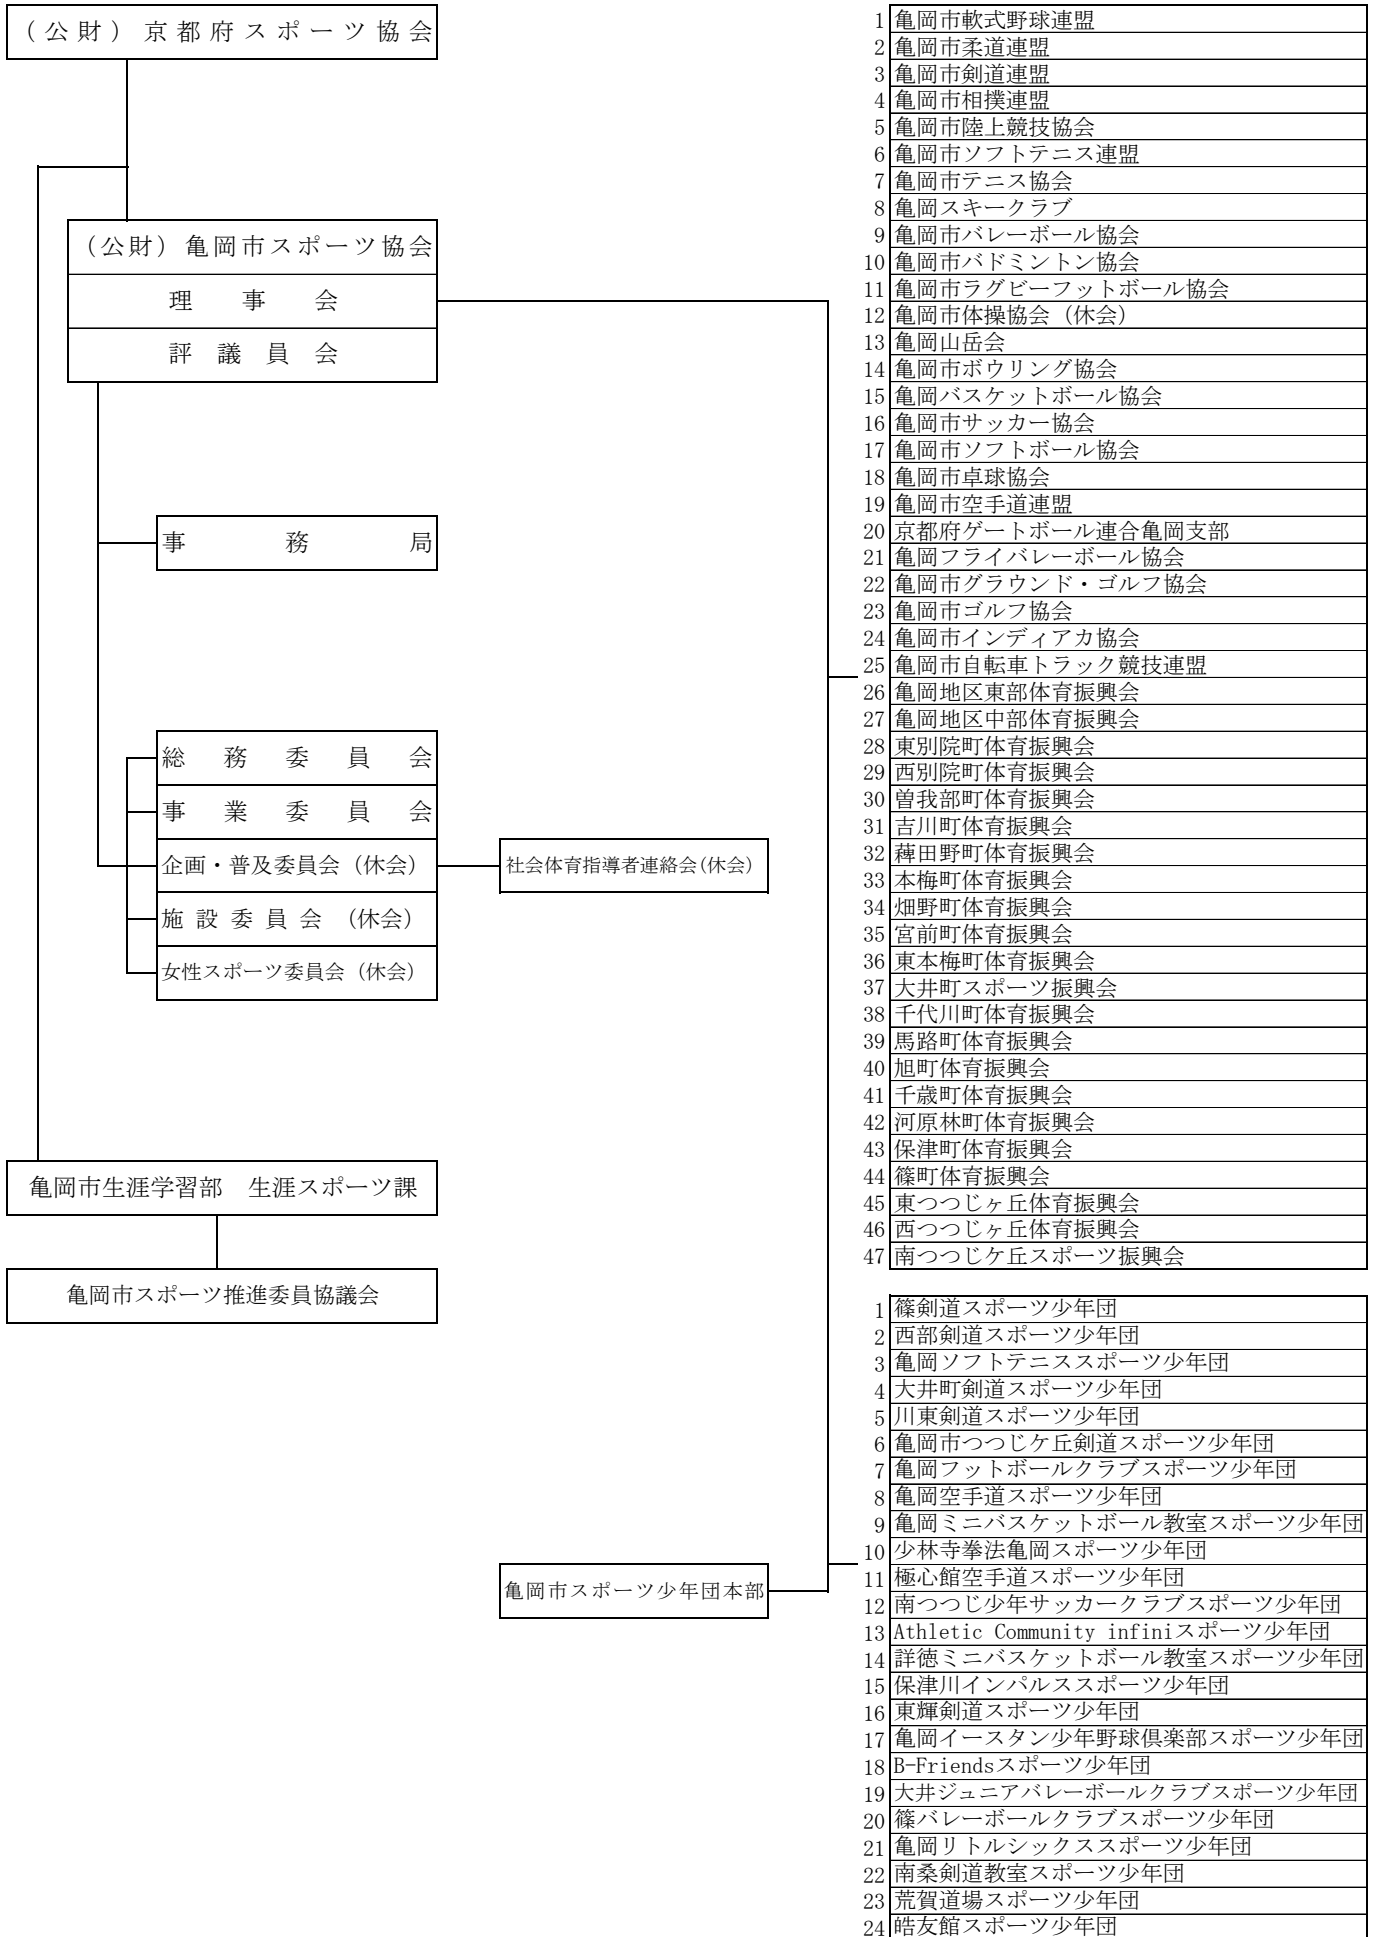 （公財）京都府スポーツ協会
（公財）亀岡市スポーツ協会
理事会
評議員会
事務局
総務委員会
事業委員会
企画・普及委員会（休会）
社会体育指導者連絡会(休会)
施設委員会（休会）
女性スポーツ委員会（休会）
亀岡市生涯学習部　生涯スポーツ課
亀岡市スポーツ推進委員協議会
亀岡市スポーツ少年団本部
1 亀岡市軟式野球連盟
2 亀岡市柔道連盟
3 亀岡市剣道連盟
4 亀岡市相撲連盟
5 亀岡市陸上競技協会
6 亀岡市ソフトテニス連盟
7 亀岡市テニス協会
8 亀岡スキークラブ
9 亀岡市バレーボール協会
10 亀岡市バドミントン協会
11 亀岡市ラグビーフットボール協会
12 亀岡市体操協会（休会）
13 亀岡山岳会
14 亀岡市ボウリング協会
15 亀岡バスケットボール協会
16 亀岡市サッカー協会
17 亀岡市ソフトボール協会
18 亀岡市卓球協会
19 亀岡市空手道連盟
20 京都府ゲートボール連合亀岡支部
21 亀岡フライバレーボール協会
22 亀岡市グラウンド・ゴルフ協会
23 亀岡市ゴルフ協会
24 亀岡市インディアカ協会
25 亀岡市自転車トラック競技連盟
26 亀岡地区東部体育振興会
27 亀岡地区中部体育振興会
28 東別院町体育振興会
29 西別院町体育振興会
30 曽我部町体育振興会
31 吉川町体育振興会
32 薭田野町体育振興会
33 本梅町体育振興会
34 畑野町体育振興会
35 宮前町体育振興会
36 東本梅町体育振興会
37 大井町スポーツ振興会
38 千代川町体育振興会
39 馬路町体育振興会
40 旭町体育振興会
41 千歳町体育振興会
42 河原林町体育振興会
43 保津町体育振興会
44 篠町体育振興会
45 東つつじヶ丘体育振興会
46 西つつじヶ丘体育振興会
47 南つつじケ丘スポーツ振興会
1 篠剣道スポーツ少年団
2 西部剣道スポーツ少年団
3 亀岡ソフトテニススポーツ少年団
4 大井町剣道スポーツ少年団
5 川東剣道スポーツ少年団
6 亀岡市つつじケ丘剣道スポーツ少年団
7 亀岡フットボールクラブスポーツ少年団
8 亀岡空手道スポーツ少年団
9 亀岡ミニバスケットボール教室スポーツ少年団
10 少林寺拳法亀岡スポーツ少年団
11 極心館空手道スポーツ少年団
12 南つつじ少年サッカークラブスポーツ少年団
13 Athletic Community infiniスポーツ少年団
14 詳徳ミニバスケットボール教室スポーツ少年団
15 保津川インパルススポーツ少年団
16 東輝剣道スポーツ少年団
17 亀岡イースタン少年野球倶楽部スポーツ少年団
18 B-Friendsスポーツ少年団
19 大井ジュニアバレーボールクラブスポーツ少年団
20 篠バレーボールクラブスポーツ少年団
21 亀岡リトルシックススポーツ少年団
22 南桑剣道教室スポーツ少年団
23 荒賀道場スポーツ少年団
24 皓友館スポーツ少年団